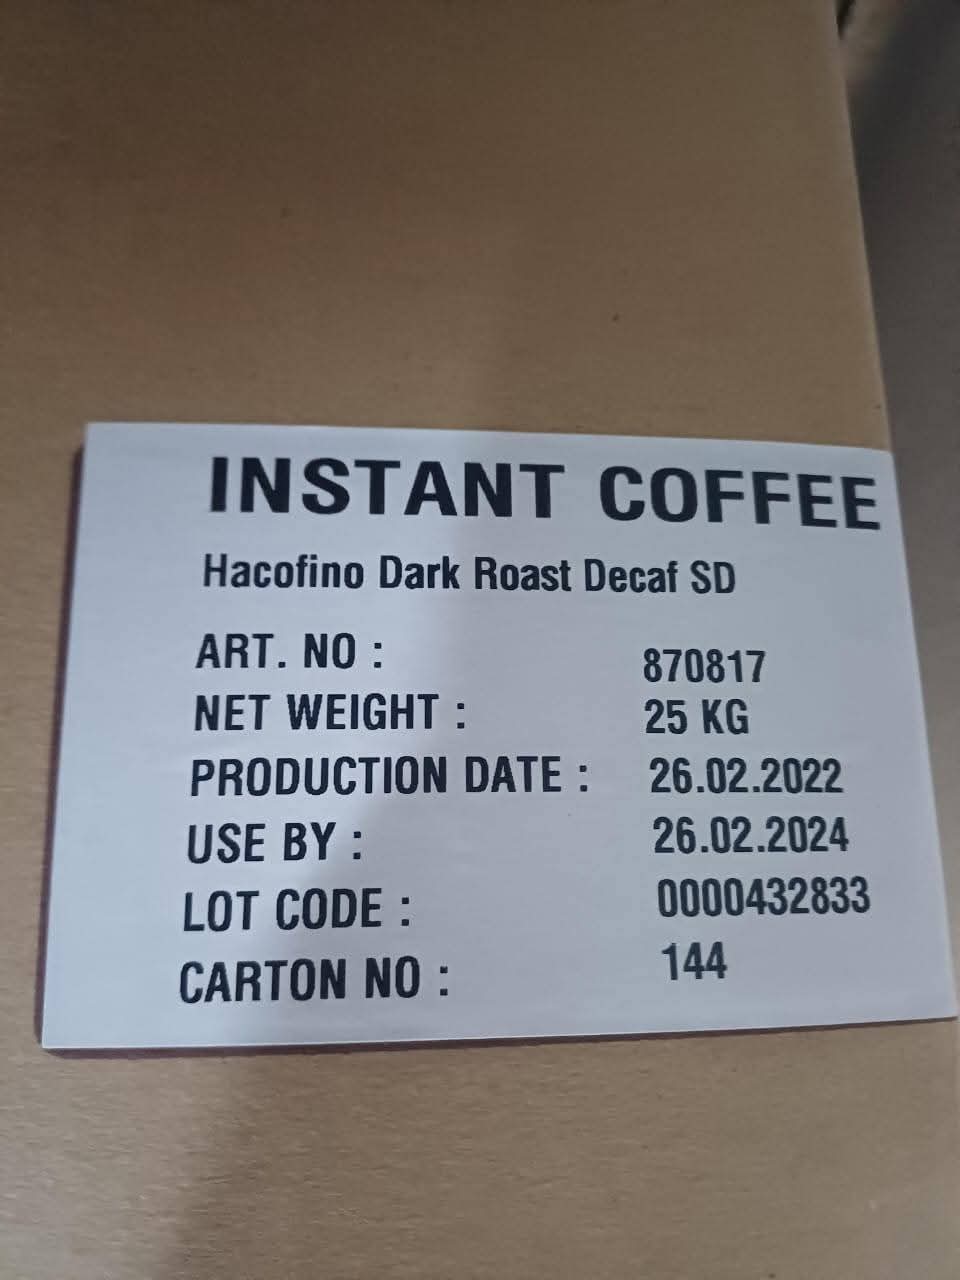 INSTANT COFFEE
Hacofino Dark Roast Decaf SD
ART. NO : 870817
NET WEIGHT : 25 KG
PRODUCTION DATE : 26.02.2022
USE BY : 26.02.2024
LOT CODE : 0000432833
CARTON NO : 144